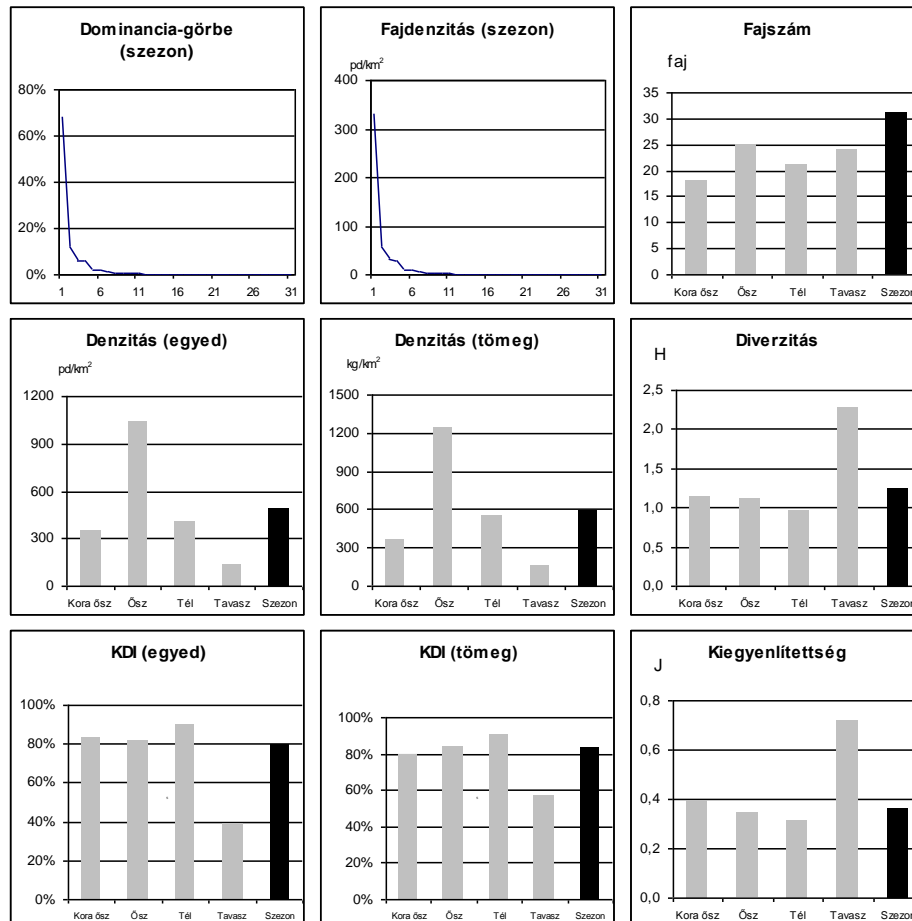 Dominancia-görbe
(szezon)
80%
60%
40%
20%
0%
1 6 11 16 21 26 31
Fajdenzitás (szezon)
pd/km²
400
300
200
100
0
1 6 11 16 21 26 31
Fajszám
faj
35
30
25
20
15
10
5
0
Kora ősz Ősz Tél Tavasz Szezon
Denzitás (egyed)
pd/km²
1200
900
600
300
0
Kora ősz Ősz Tél Tavasz Szezon
Denzitás (tömeg)
kg/km²
1500
1200
900
600
300
0
Kora ősz Ősz Tél Tavasz Szezon
Diverzitás
H
2,5
2,0
1,5
1,0
0,5
0,0
Kora ősz Ősz Tél Tavasz Szezon
KDI (egyed)
100%
80%
60%
40%
20%
0%
Kora ősz Ősz Tél Tavasz Szezon
KDI (tömeg)
100%
80%
60%
40%
20%
0%
Kora ősz Ősz Tél Tavasz Szezon
Kiegyenlítettség
J
0,8
0,6
0,4
0,2
0,0
Kora ősz Ősz Tél Tavasz Szezon